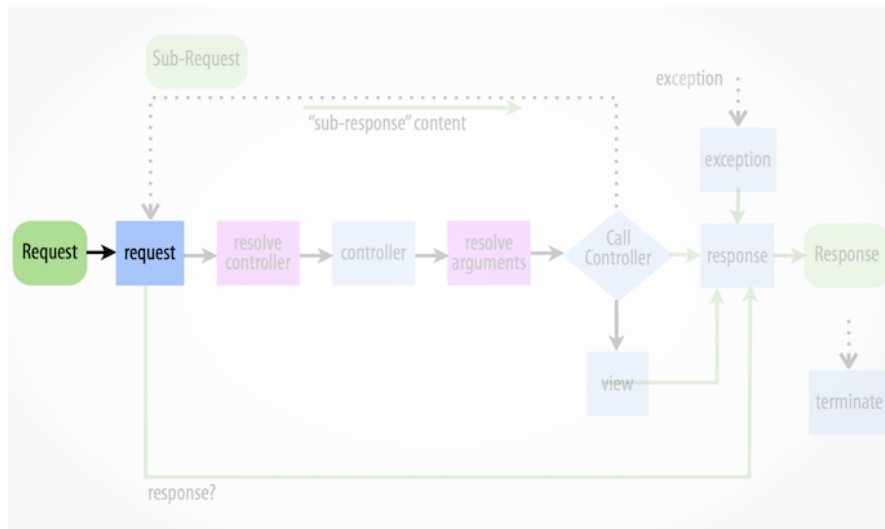 Sub-Request
exception
“sub-response” content
exception
Request
request
resolve
controller
controller
resolve
arguments
Call
Controller
response
Response
view
terminate
response?